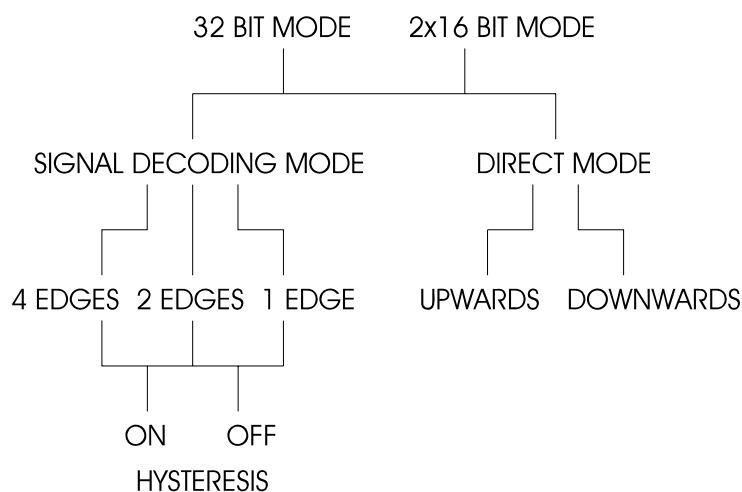 32 BIT MODE 2x16 BIT MODE
SIGNAL DECODING MODE DIRECT MODE
4 EDGES 2 EDGES 1 EDGE UPWARDS DOWNWARDS
ON OFF
HYSTERESIS